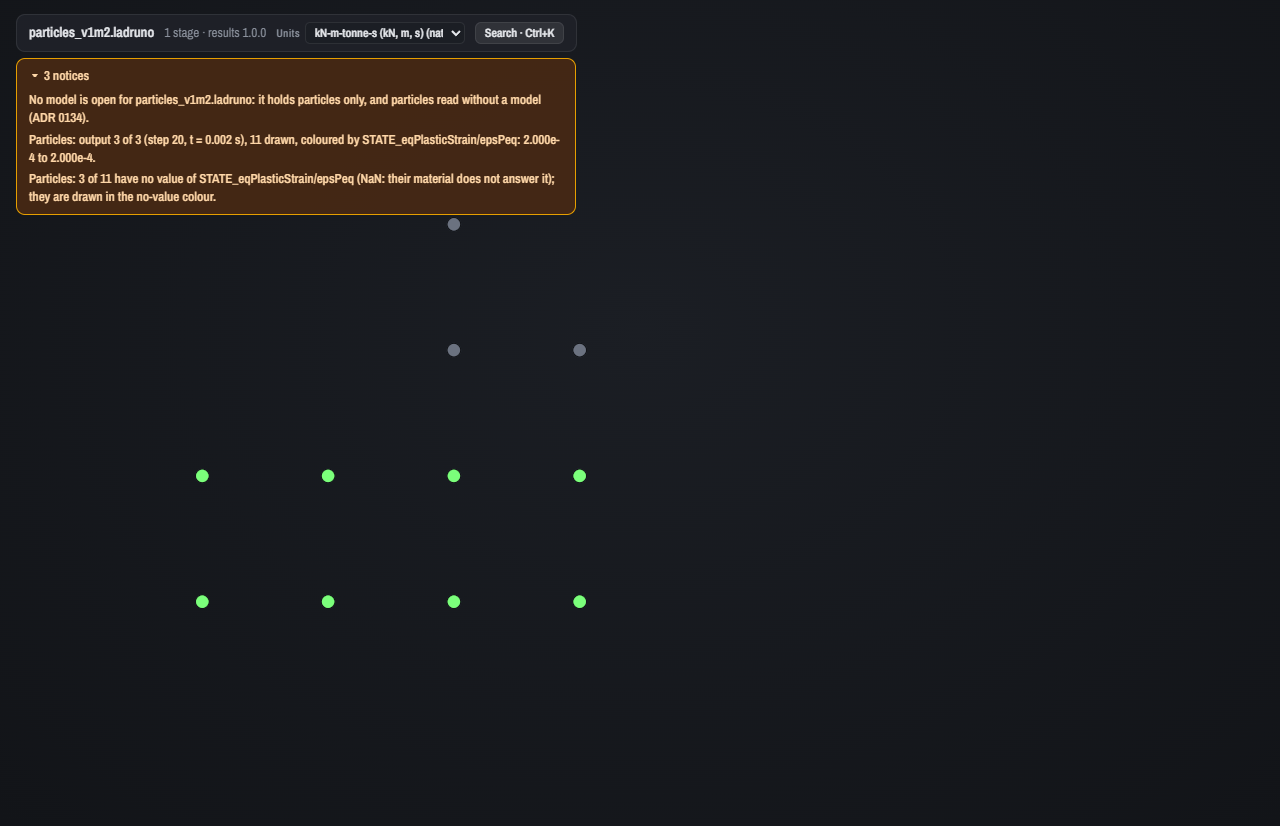 particles_v1m2.ladruno 1 stage · results 1.0.0 Units kN-m-tonne-s (kN, m, s) (nat Search · Ctrl+K
3 notices
No model is open for particles_v1m2.ladruno: it holds particles only, and particles read without a model
(ADR 0134).
Particles: output 3 of 3 (step 20, t = 0.002 s), 11 drawn, coloured by STATE_eqPlasticStrain/epsPeq: 2.000e-
4 to 2.000e-4.
Particles: 3 of 11 have no value of STATE_eqPlasticStrain/epsPeq (NaN: their material does not answer it);
they are drawn in the no-value colour.